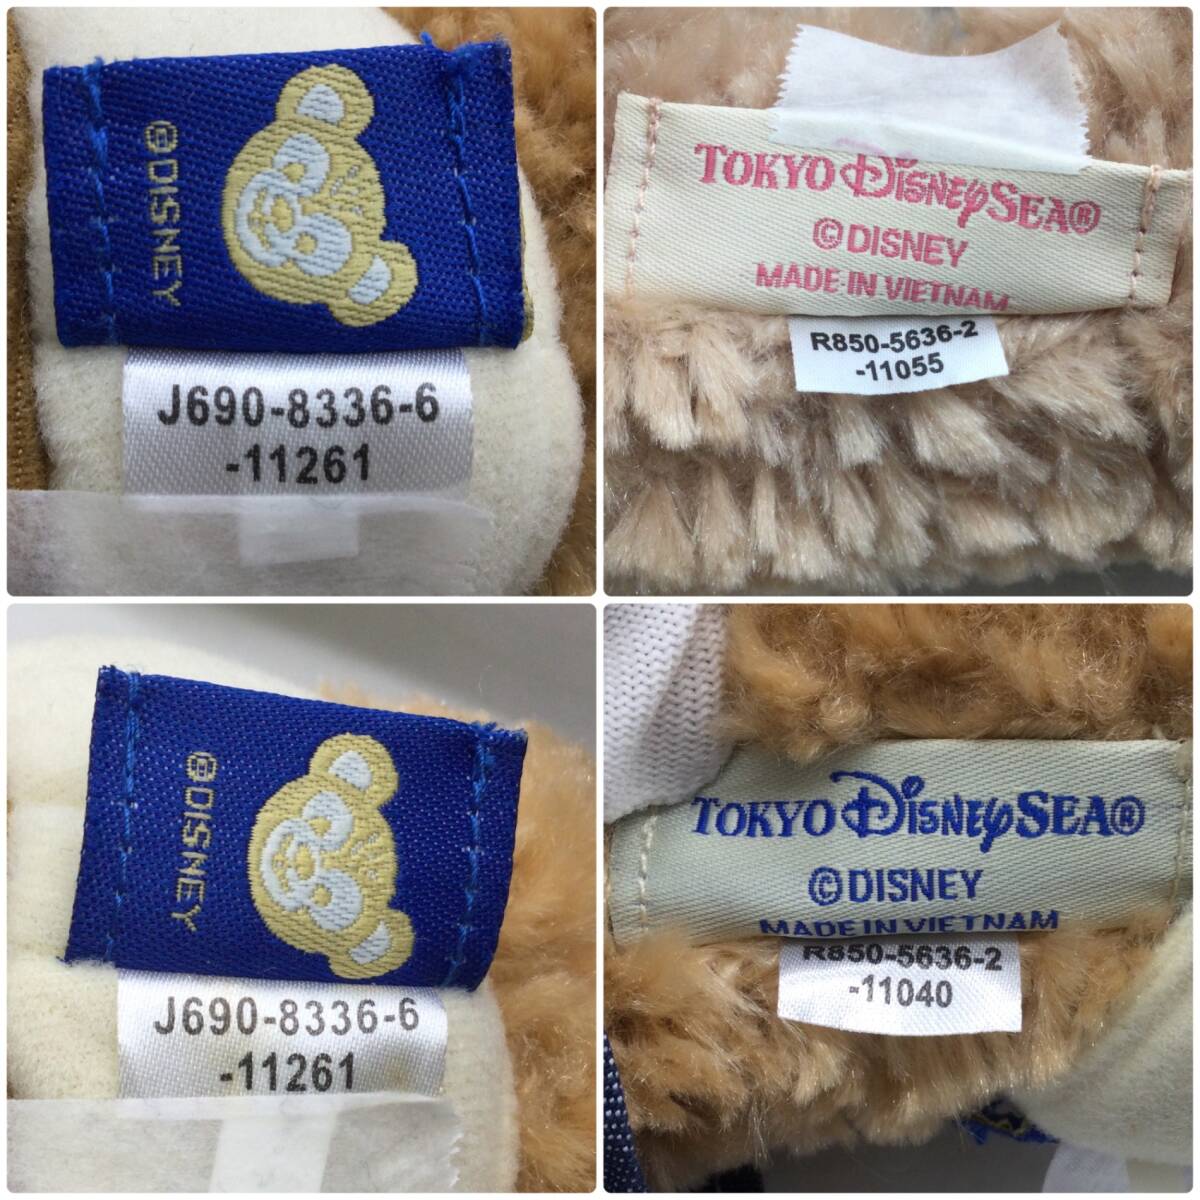 ©DISNEY
J690-8336-6
-11261
TOKYO DISNEYSEA®
©DISNEY
MADE IN VIETNAM
R850-5636-2
-11055
©DISNEY
J690-8336-6
-11261
TOKYO DISNEYSEA®
©DISNEY
MADE IN VIETNAM
R850-5636-2
-11040